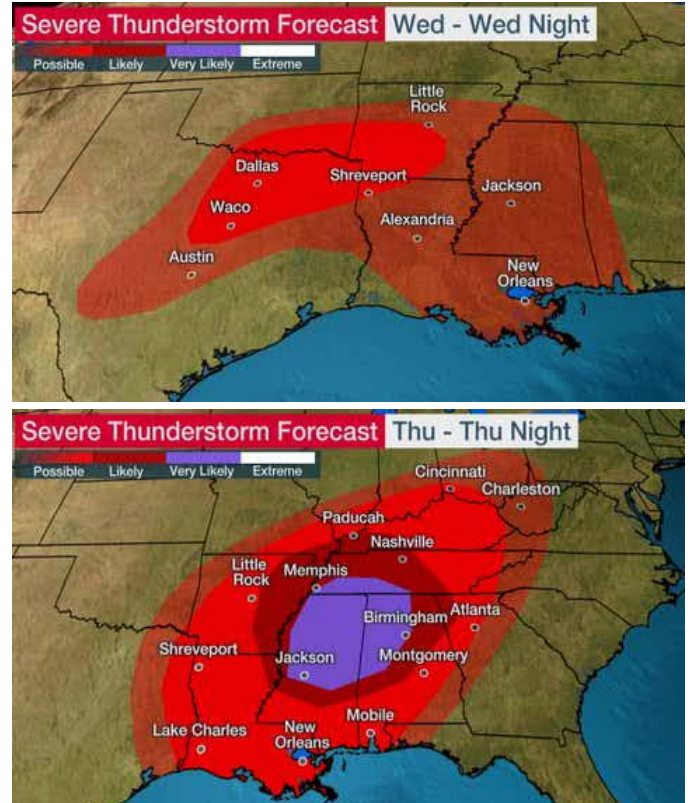 Severe Thunderstorm Forecast Wed - Wed Night
Possible Likely Very Likely Extreme
Little
Rock
Dallas
Shreveport
Jackson
Waco
Alexandria
Austin
New
Orleans
Severe Thunderstorm Forecast Thu - Thu Night
Possible Likely Very Likely Extreme
Cincinnati
Charleston
Paducah
Nashville
Little
Rock
Memphis
Birmingham
Atlanta
Shreveport
Jackson
Montgomery
Lake Charles
New
Orleans
Mobile